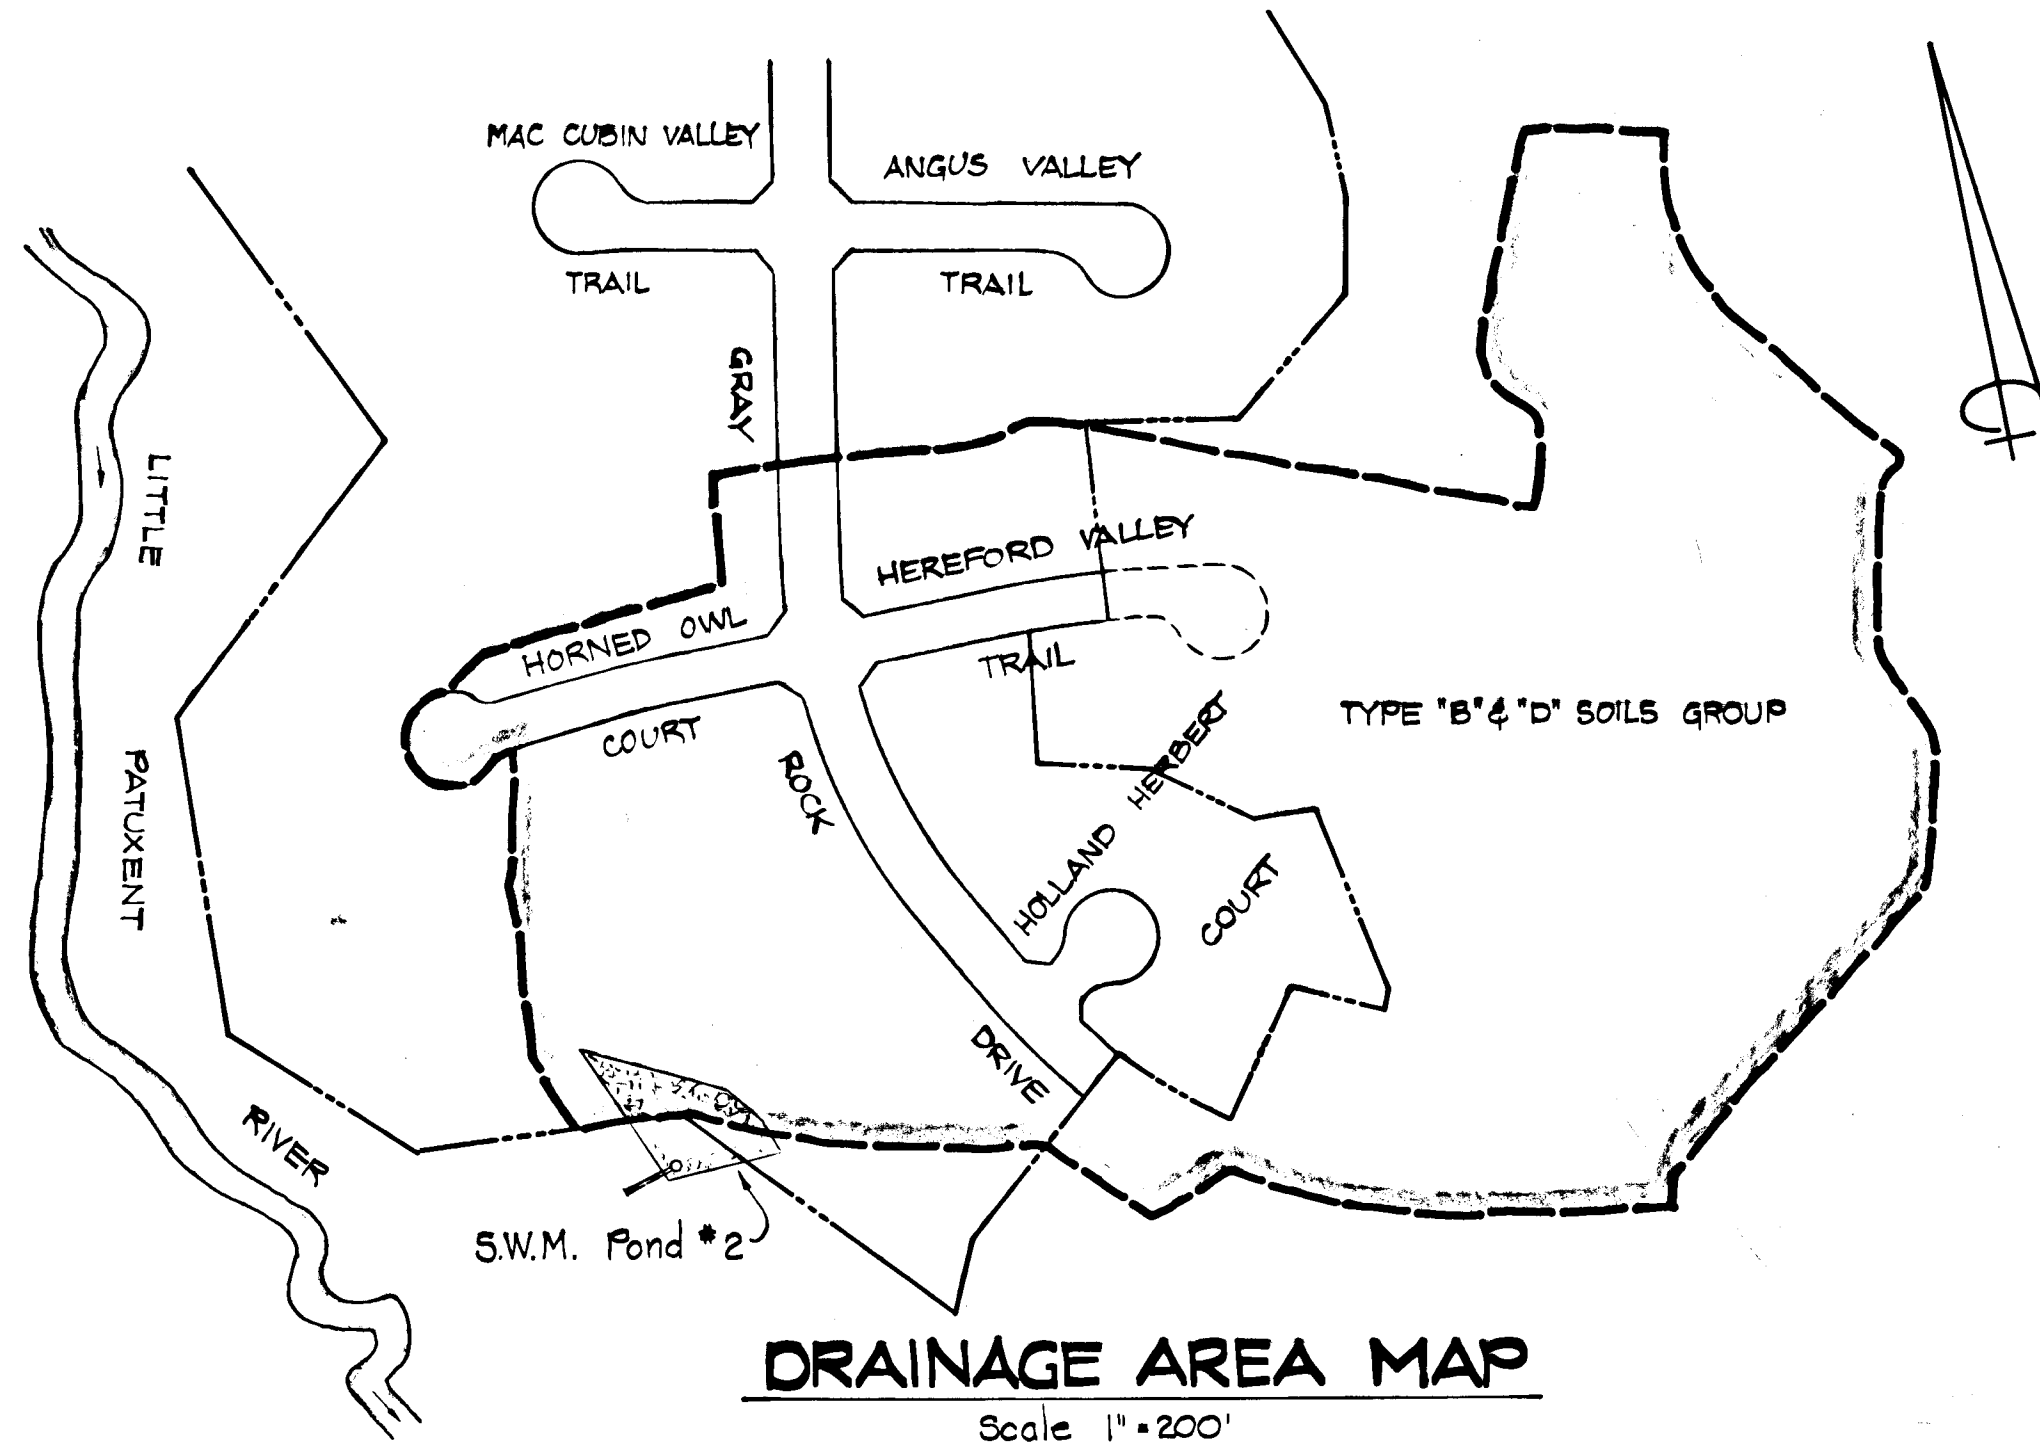 MAC CUBIN VALLEY
TRAIL
ANGUS VALLEY
TRAIL
GRAY
ROCK
DRIVE
HEREFORD VALLEY
TRAIL
HORNED OWL
COURT
HOLLAND HERBERT
COURT
TYPE "B" & "D" SOILS GROUP
LITTLE
PATUXENT
RIVER
S.W.M. Pond #2
DRAINAGE AREA MAP
Scale 1" = 200'